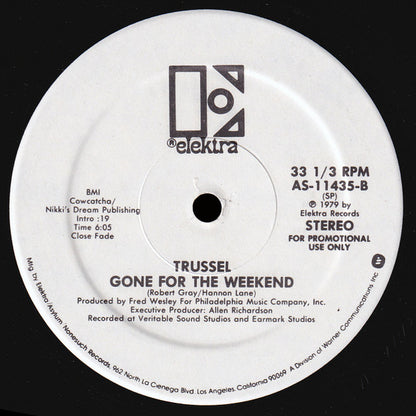 ® elektra
BMI
Cowcatcha/
Nikki's Dream Publishing
Intro :19
Time 6:05
Close Fade
33 1/3 RPM
AS-11435-B
(SP)
℗ 1979 by
Elektra Records
STEREO
FOR PROMOTIONAL
USE ONLY
TRUSSEL
GONE FOR THE WEEKEND
(Robert Gray/Hannon Lane)
Produced by Fred Wesley For Philadelphia Music Company, Inc.
Executive Producer: Allen Richardson
Recorded at Veritable Sound Studios and Earmark Studios
Mfg by Elektra/Asylum Nonesuch Records, 962 North La Cienega Blvd. Los Angeles, California 90069 A Division of Warner Communications Inc.